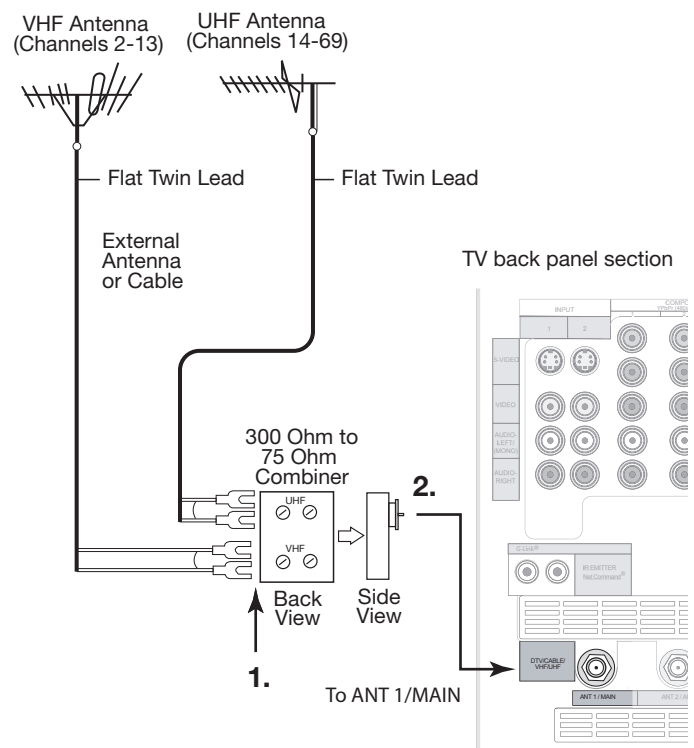 VHF Antenna
(Channels 2-13)
UHF Antenna
(Channels 14-69)
Flat Twin Lead
Flat Twin Lead
External
Antenna
or Cable
TV back panel section
INPUT
1
2
S-VIDEO
VIDEO
AUDIO-
LEFT/
(MONO)
AUDIO-
RIGHT
300 Ohm to
75 Ohm
Combiner
UHF
VHF
2.
Back
View
Side
View
1.
To ANT 1/MAIN
G-Link®
IR EMITTER
NetCommand®
DTV/CABLE/
VHF/UHF
ANT 1 / MAIN
ANT 2 /